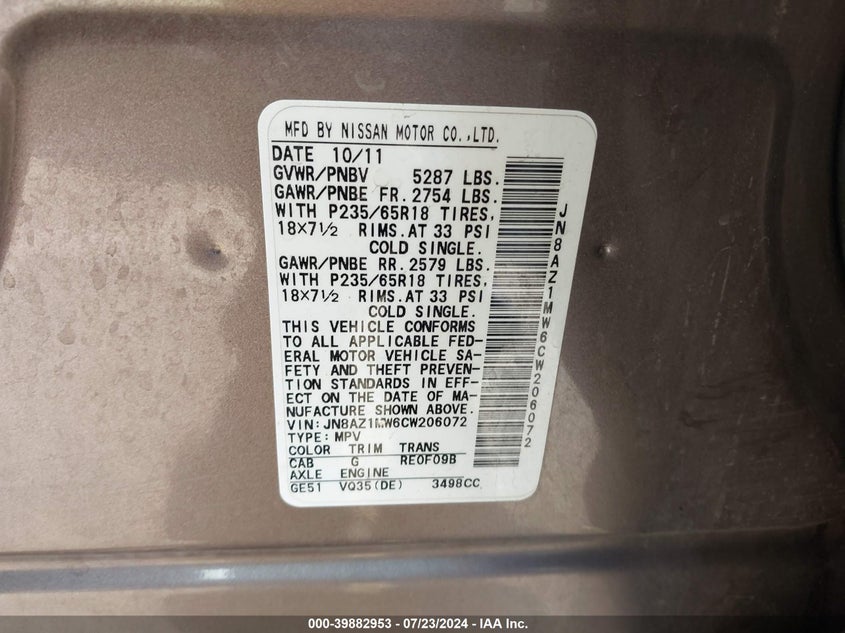 MFD BY NISSAN MOTOR CO.,LTD.
DATE 10/11
GVWR/PNBV 5287 LBS.
GAWR/PNBE FR.2754 LBS.
WITH P235/65R18 TIRES,
18×7½ RIMS.AT 33 PSI
COLD SINGLE.
GAWR/PNBE RR.2579 LBS.
WITH P235/65R18 TIRES,
18×7½ RIMS.AT 33 PSI
COLD SINGLE.
THIS VEHICLE CONFORMS
TO ALL APPLICABLE FED-
ERAL MOTOR VEHICLE SA-
FETY AND THEFT PREVEN-
TION STANDARDS IN EFF-
ECT ON THE DATE OF MA-
NUFACTURE SHOWN ABOVE.
VIN:JN8AZ1MW6CW206072
TYPE:MPV
COLOR TRIM TRANS
CAB G RE0F09B
AXLE ENGINE
GE51 VQ35(DE) 3498CC
JN8AZ1MW6CW206072
000-39882953 - 07/23/2024 - IAA Inc.